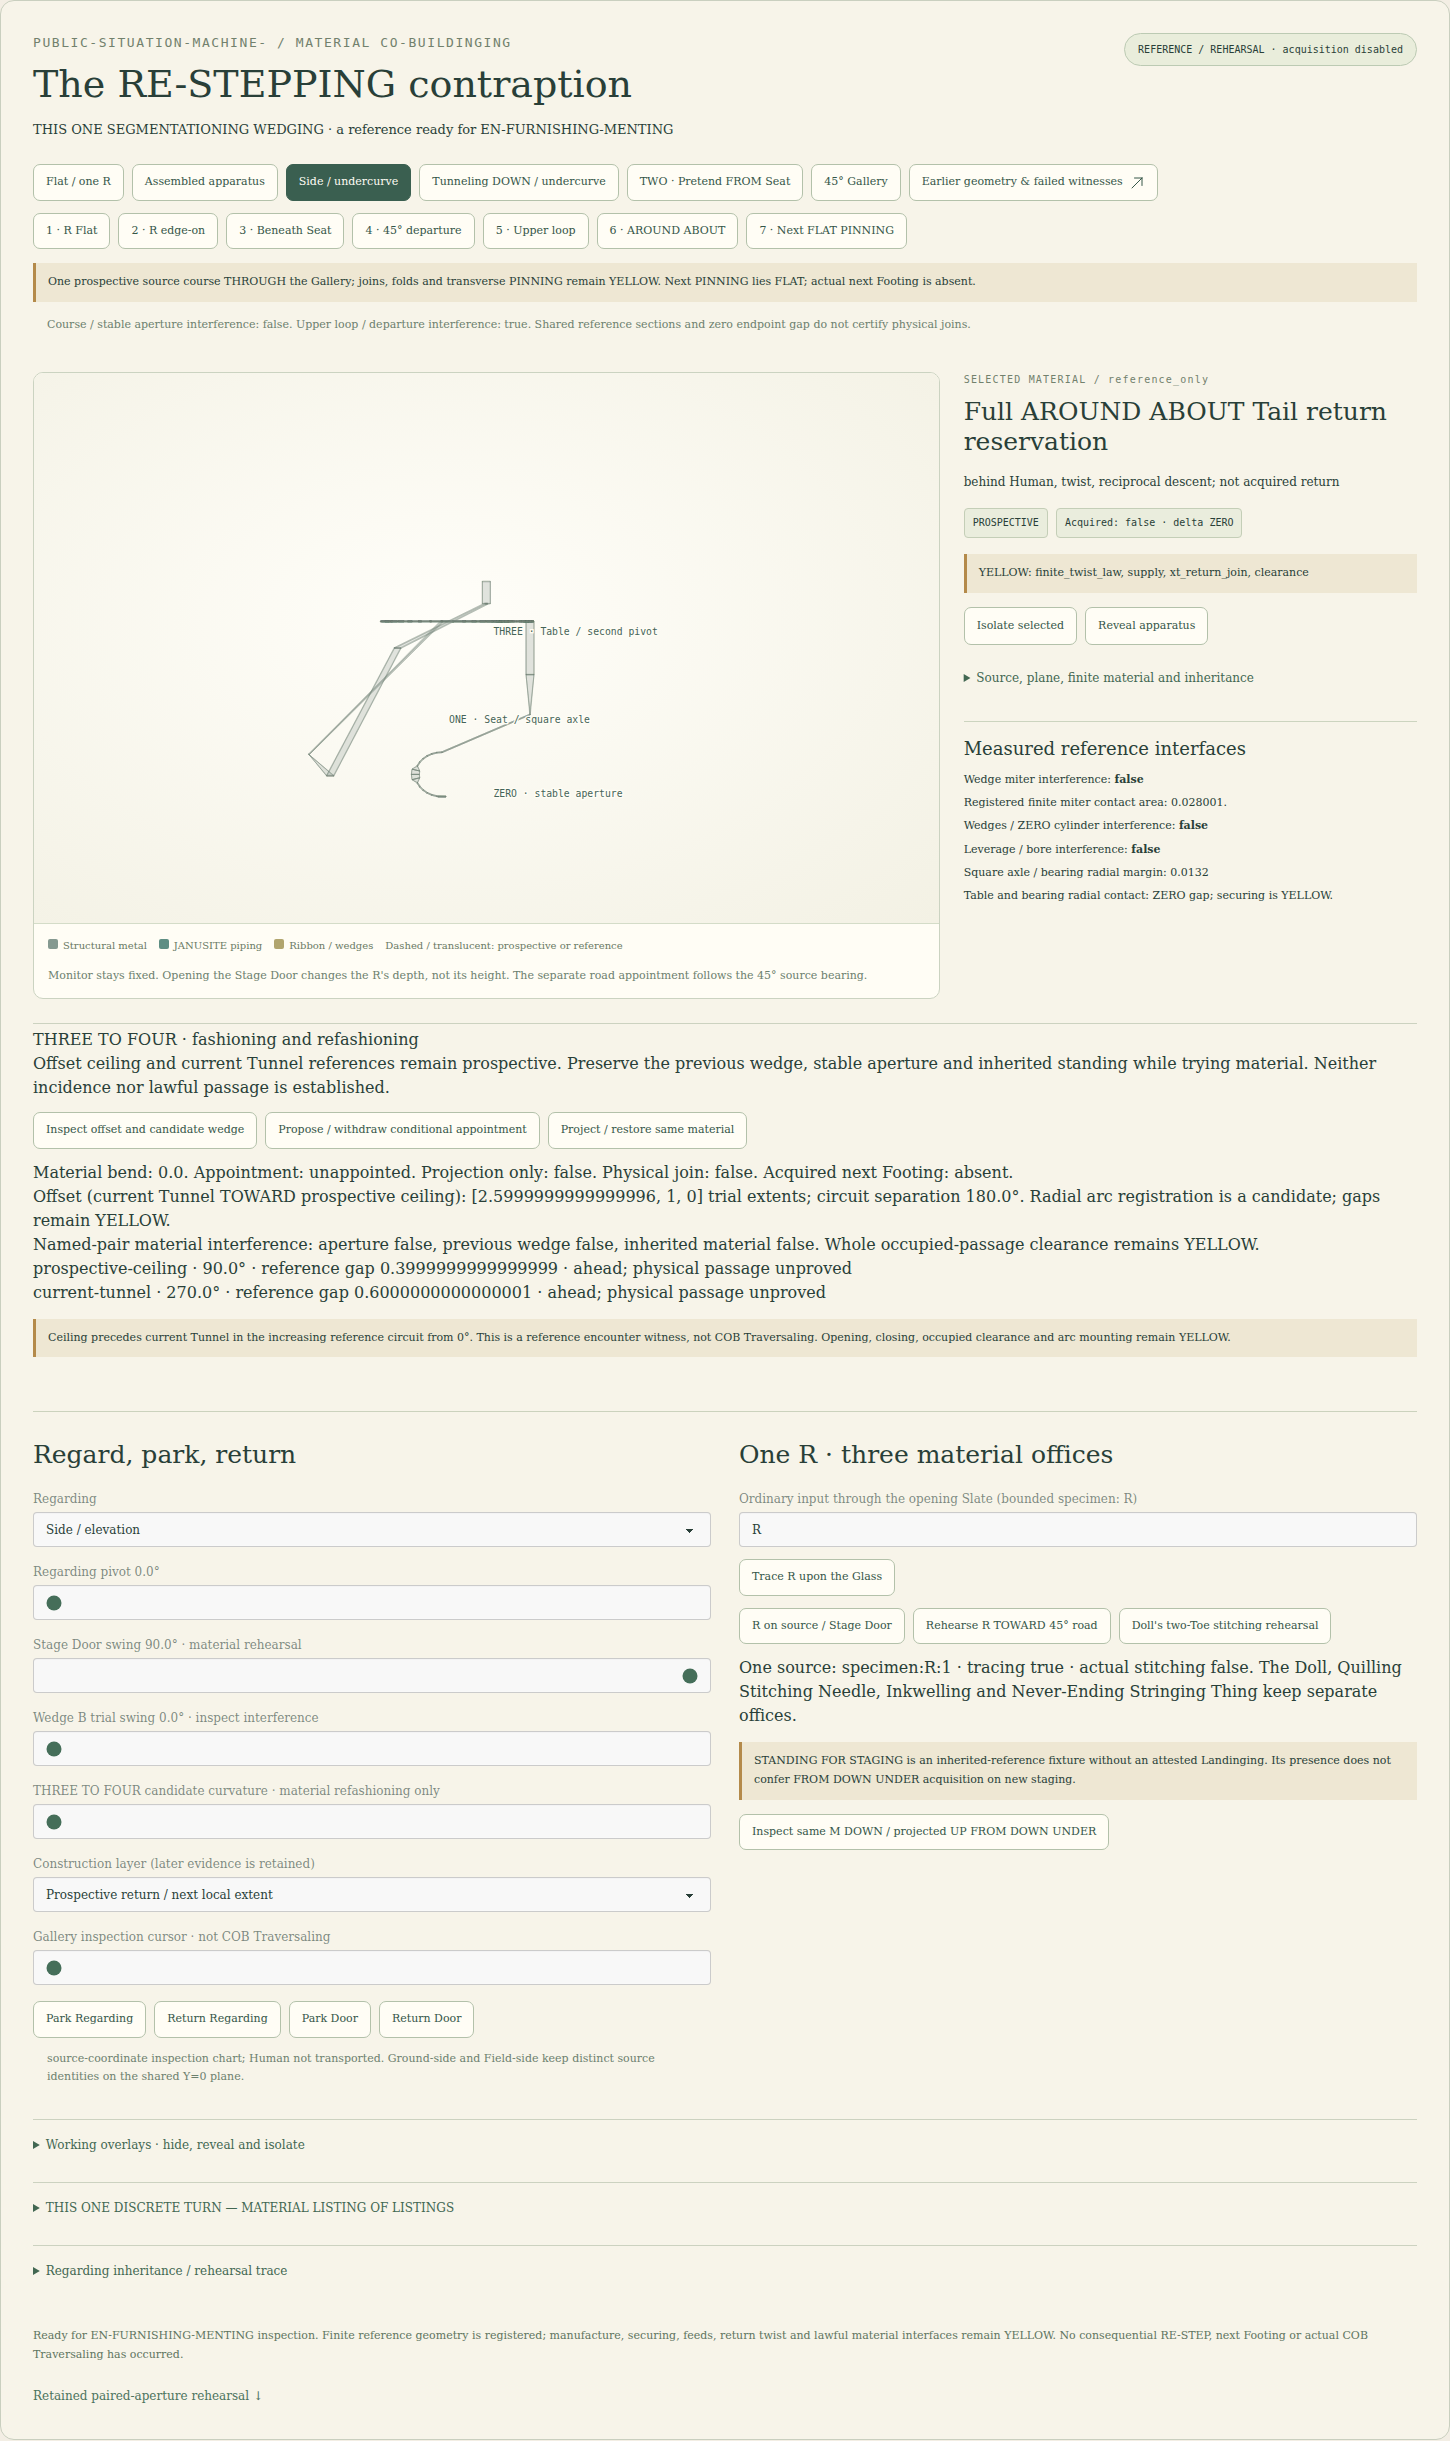 PUBLIC-SITUATION-MACHINE- / MATERIAL CO-BUILDINGING
REFERENCE / REHEARSAL · acquisition disabled
The RE-STEPPING contraption
THIS ONE SEGMENTATIONING WEDGING · a reference ready for EN-FURNISHING-MENTING
Flat / one R
Assembled apparatus
Side / undercurve
Tunneling DOWN / undercurve
TWO · Pretend FROM Seat
45° Gallery
Earlier geometry & failed witnesses
1 · R Flat
2 · R edge-on
3 · Beneath Seat
4 · 45° departure
5 · Upper loop
6 · AROUND ABOUT
7 · Next FLAT PINNING
One prospective source course THROUGH the Gallery; joins, folds and transverse PINNING remain YELLOW. Next PINNING lies FLAT; actual next Footing is absent.
Course / stable aperture interference: false. Upper loop / departure interference: true. Shared reference sections and zero endpoint gap do not certify physical joins.
THREE · Table / second pivot
ONE · Seat / square axle
ZERO · stable aperture
Structural metal
JANUSITE piping
Ribbon / wedges
Dashed / translucent: prospective or reference
Monitor stays fixed. Opening the Stage Door changes the R's depth, not its height. The separate road appointment follows the 45° source bearing.
SELECTED MATERIAL / reference_only
Full AROUND ABOUT Tail return
reservation
behind Human, twist, reciprocal descent; not acquired return
PROSPECTIVE
Acquired: false · delta ZERO
YELLOW: finite_twist_law, supply, xt_return_join, clearance
Isolate selected
Reveal apparatus
Source, plane, finite material and inheritance
Measured reference interfaces
Wedge miter interference: false
Registered finite miter contact area: 0.028001.
Wedges / ZERO cylinder interference: false
Leverage / bore interference: false
Square axle / bearing radial margin: 0.0132
Table and bearing radial contact: ZERO gap; securing is YELLOW.
THREE TO FOUR · fashioning and refashioning
Offset ceiling and current Tunnel references remain prospective. Preserve the previous wedge, stable aperture and inherited standing while trying material. Neither
incidence nor lawful passage is established.
Inspect offset and candidate wedge
Propose / withdraw conditional appointment
Project / restore same material
Material bend: 0.0. Appointment: unappointed. Projection only: false. Physical join: false. Acquired next Footing: absent.
Offset (current Tunnel TOWARD prospective ceiling): [2.5999999999999996, 1, 0] trial extents; circuit separation 180.0°. Radial arc registration is a candidate; gaps
remain YELLOW.
Named-pair material interference: aperture false, previous wedge false, inherited material false. Whole occupied-passage clearance remains YELLOW.
prospective-ceiling · 90.0° · reference gap 0.3999999999999999 · ahead; physical passage unproved
current-tunnel · 270.0° · reference gap 0.6000000000000001 · ahead; physical passage unproved
Ceiling precedes current Tunnel in the increasing reference circuit from 0°. This is a reference encounter witness, not COB Traversaling. Opening, closing, occupied clearance and arc mounting remain YELLOW.
Regard, park, return
Regarding
Side / elevation
Regarding pivot 0.0°
Stage Door swing 90.0° · material rehearsal
Wedge B trial swing 0.0° · inspect interference
THREE TO FOUR candidate curvature · material refashioning only
Construction layer (later evidence is retained)
Prospective return / next local extent
Gallery inspection cursor · not COB Traversaling
Park Regarding
Return Regarding
Park Door
Return Door
source-coordinate inspection chart; Human not transported. Ground-side and Field-side keep distinct source
identities on the shared Y=0 plane.
One R · three material offices
Ordinary input through the opening Slate (bounded specimen: R)
R
Trace R upon the Glass
R on source / Stage Door
Rehearse R TOWARD 45° road
Doll's two-Toe stitching rehearsal
One source: specimen:R:1 · tracing true · actual stitching false. The Doll, Quilling
Stitching Needle, Inkwelling and Never-Ending Stringing Thing keep separate
offices.
STANDING FOR STAGING is an inherited-reference fixture without an attested Landinging. Its presence does not
confer FROM DOWN UNDER acquisition on new staging.
Inspect same M DOWN / projected UP FROM DOWN UNDER
Working overlays · hide, reveal and isolate
THIS ONE DISCRETE TURN — MATERIAL LISTING OF LISTINGS
Regarding inheritance / rehearsal trace
Ready for EN-FURNISHING-MENTING inspection. Finite reference geometry is registered; manufacture, securing, feeds, return twist and lawful material interfaces remain YELLOW. No consequential RE-STEP, next Footing or actual COB
Traversaling has occurred.
Retained paired-aperture rehearsal ↓